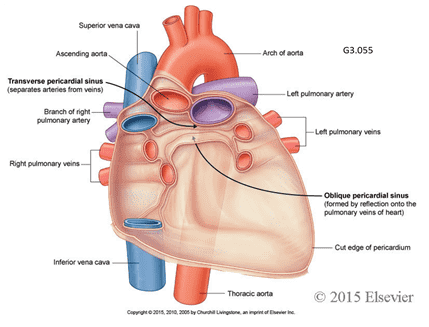 Superior vena cava
Ascending aorta
Arch of aorta
G3.055
Transverse pericardial sinus
(separates arteries from veins)
Left pulmonary artery
Branch of right
pulmonary artery
Left pulmonary veins
Right pulmonary veins
Oblique pericardial sinus
(formed by reflection onto the
pulmonary veins of heart)
Cut edge of pericardium
Inferior vena cava
Thoracic aorta
© 2015 Elsevier
Copyright © 2015, 2010, 2005 by Churchill Livingstone, an imprint of Elsevier Inc.